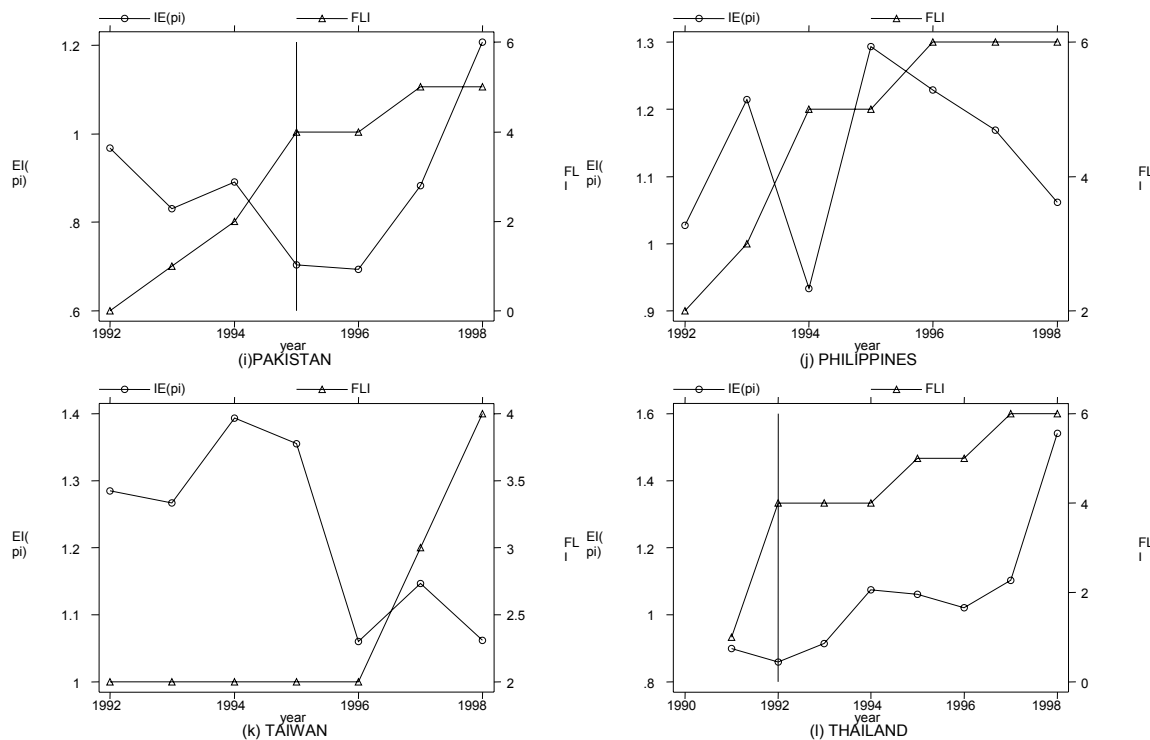 IE(pi) FLI
1.2
1
.8
.6
EI(
pi)
6
4
2
0
FL
I
1992 1994 1996 1998
year
(i)PAKISTAN
IE(pi) FLI
1.3
1.2
1.1
1
.9
EI(
pi)
6
4
2
FL
I
1992 1994 1996 1998
year
(j) PHILIPPINES
IE(pi) FLI
1.4
1.3
1.2
1.1
1
EI(
pi)
4
3.5
3
2.5
2
FL
I
1992 1994 1996 1998
year
(k) TAIWAN
IE(pi) FLI
1.6
1.4
1.2
1
.8
EI(
pi)
6
4
2
0
FL
I
1990 1992 1994 1996 1998
year
(l) THAILAND